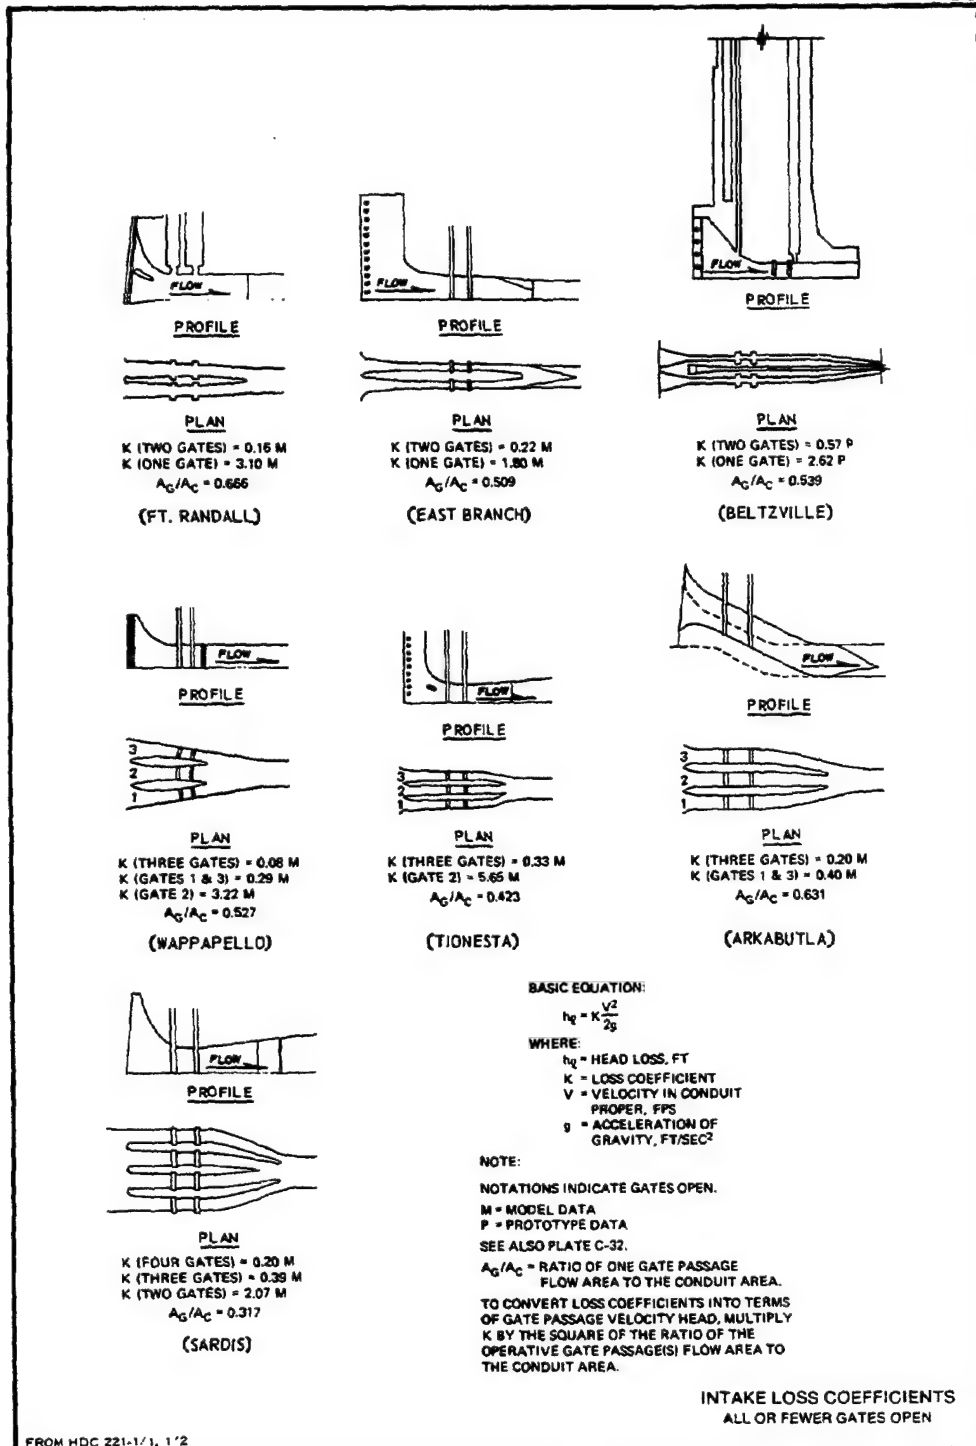 FLOW
PROFILE
PLAN
K (TWO GATES) = 0.16 M
K (ONE GATE) = 3.10 M
AG/AC = 0.666
(FT. RANDALL)
FLOW
PROFILE
PLAN
K (TWO GATES) = 0.22 M
K (ONE GATE) = 1.80 M
AG/AC = 0.509
(EAST BRANCH)
FLOW
PROFILE
PLAN
K (TWO GATES) = 0.57 P
K (ONE GATE) = 2.62 P
AG/AC = 0.539
(BELTZVILLE)
FLOW
PROFILE
3
2
1
PLAN
K (THREE GATES) = 0.08 M
K (GATES 1 & 3) = 0.29 M
K (GATE 2) = 3.22 M
AG/AC = 0.527
(WAPPAPELLO)
FLOW
PROFILE
3
2
1
PLAN
K (THREE GATES) = 0.33 M
K (GATE 2) = 5.65 M
AG/AC = 0.423
(TIONESTA)
FLOW
PROFILE
3
2
1
PLAN
K (THREE GATES) = 0.20 M
K (GATES 1 & 3) = 0.40 M
AG/AC = 0.631
(ARKABUTLA)
FLOW
PROFILE
PLAN
K (FOUR GATES) = 0.20 M
K (THREE GATES) = 0.39 M
K (TWO GATES) = 2.07 M
AG/AC = 0.317
(SARDIS)
BASIC EQUATION:
hℓ = K V²/2g
WHERE:
hℓ = HEAD LOSS, FT
K = LOSS COEFFICIENT
V = VELOCITY IN CONDUIT
PROPER, FPS
g = ACCELERATION OF
GRAVITY, FT/SEC²
NOTE:
NOTATIONS INDICATE GATES OPEN.
M = MODEL DATA
P = PROTOTYPE DATA
SEE ALSO PLATE C-32.
AG/AC = RATIO OF ONE GATE PASSAGE
FLOW AREA TO THE CONDUIT AREA.
TO CONVERT LOSS COEFFICIENTS INTO TERMS
OF GATE PASSAGE VELOCITY HEAD, MULTIPLY
K BY THE SQUARE OF THE RATIO OF THE
OPERATIVE GATE PASSAGE(S) FLOW AREA TO
THE CONDUIT AREA.
INTAKE LOSS COEFFICIENTS
ALL OR FEWER GATES OPEN
FROM HDC 221-1/1, 1/2